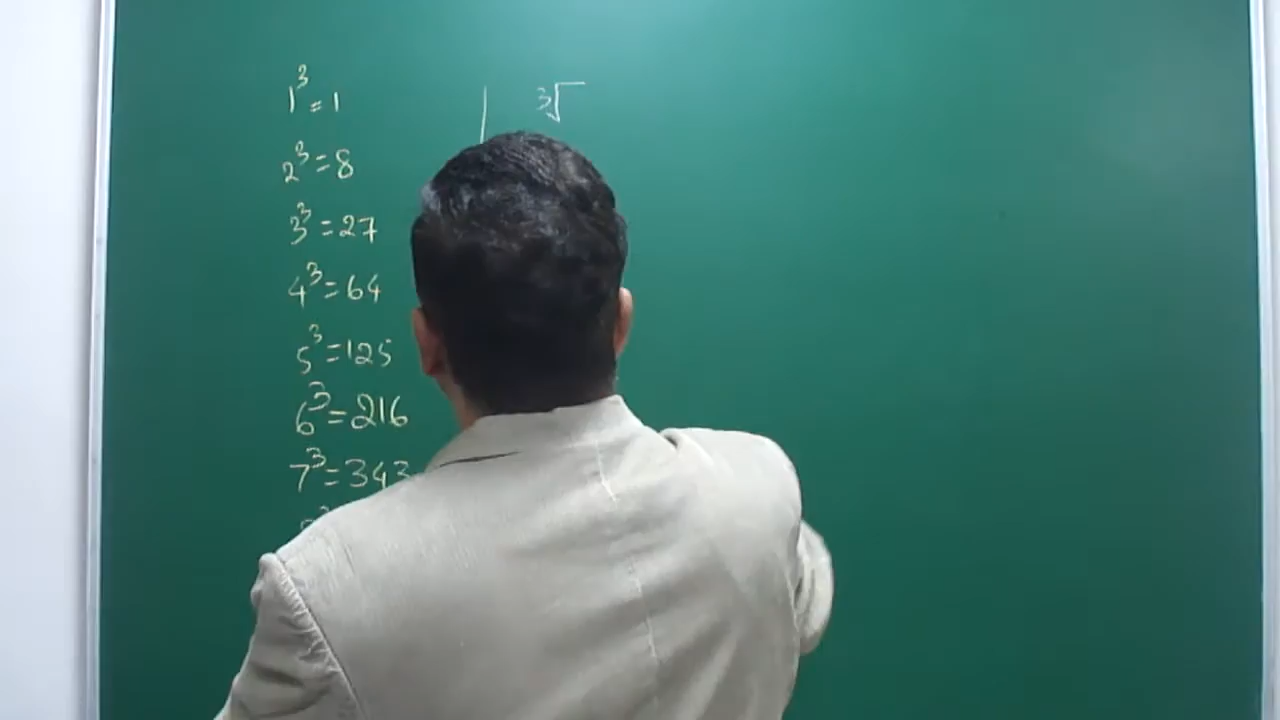 1³ = 1
∛
2³ = 8
3³ = 27
4³ = 64
5³ = 125
6³ = 216
7³ = 343